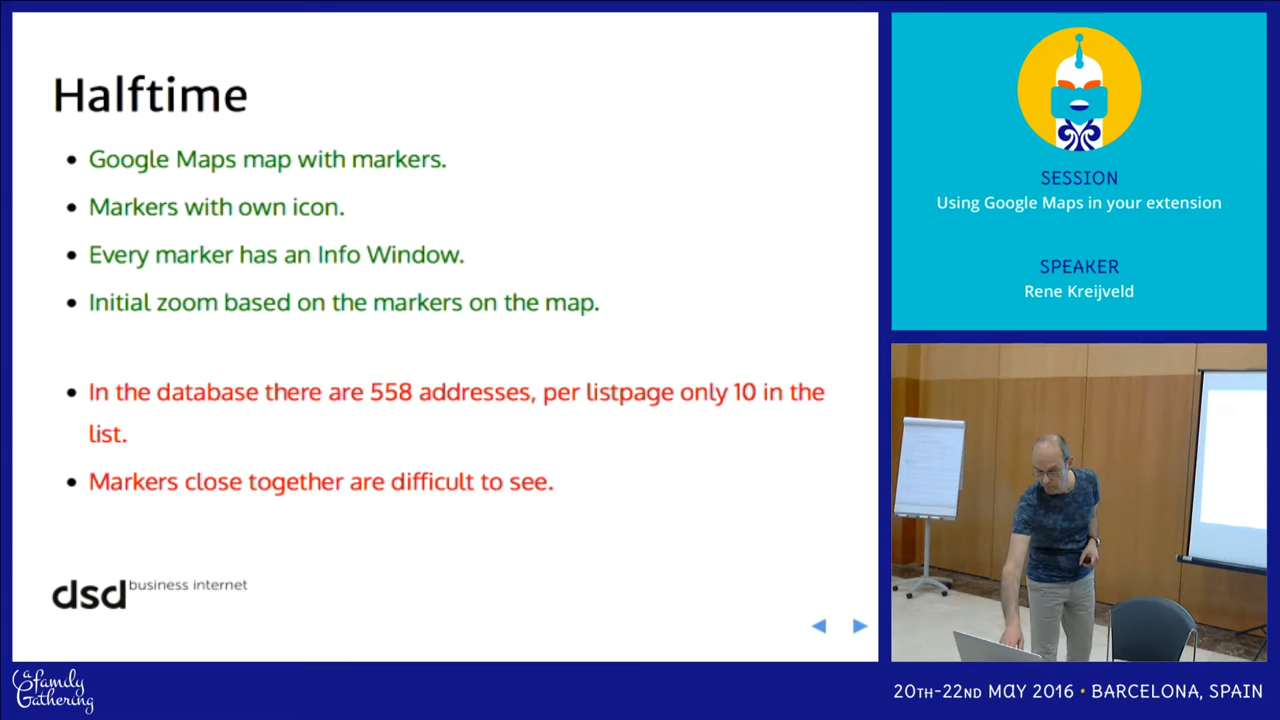 Halftime
Google Maps map with markers.
Markers with own icon.
Every marker has an Info Window.
Initial zoom based on the markers on the map.
In the database there are 558 addresses, per listpage only 10 in the
list.
Markers close together are difficult to see.
dsd business internet
SESSION
Using Google Maps in your extension
SPEAKER
Rene Kreijveld
a family
Gathering
20TH-22ND MAY 2016 • BARCELONA, SPAIN